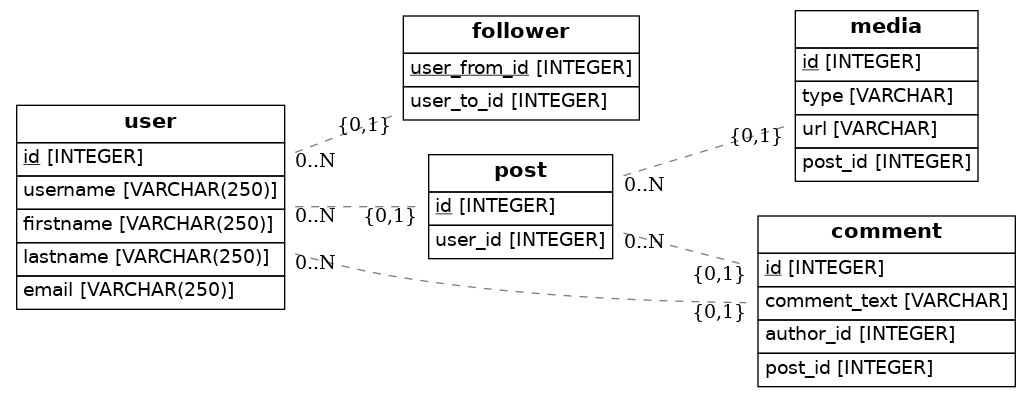 user
id [INTEGER]
username [VARCHAR(250)]
firstname [VARCHAR(250)]
lastname [VARCHAR(250)]
email [VARCHAR(250)]
follower
user_from_id [INTEGER]
user_to_id [INTEGER]
{0,1}
0..N
post
id [INTEGER]
user_id [INTEGER]
0..N
{0,1}
media
id [INTEGER]
type [VARCHAR]
url [VARCHAR]
post_id [INTEGER]
{0,1}
0..N
comment
id [INTEGER]
comment_text [VARCHAR]
author_id [INTEGER]
post_id [INTEGER]
0..N
{0,1}
0..N
{0,1}